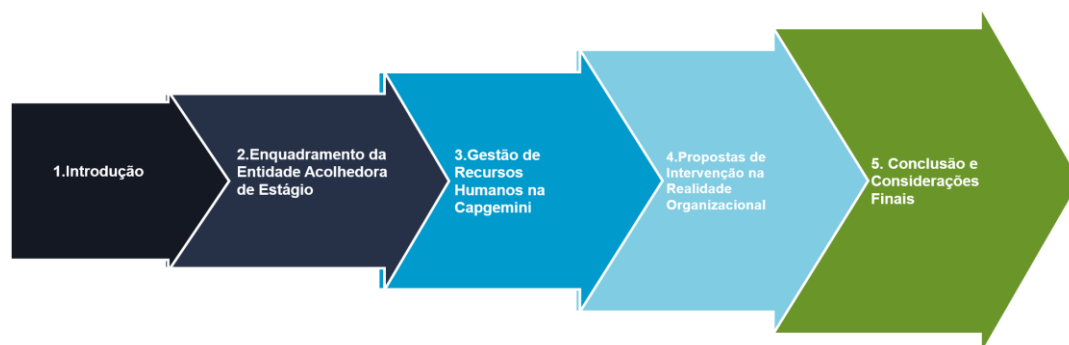 1.Introdução
2.Enquadramento da
Entidade Acolhedora
de Estágio
3.Gestão de
Recursos
Humanos na
Capgemini
4.Propostas de
Intervenção na
Realidade
Organizacional
5. Conclusão e
Considerações
Finais